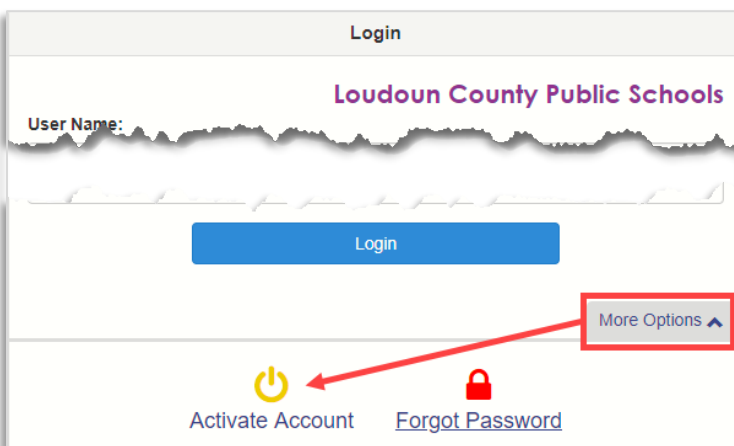 Login
Loudoun County Public Schools
User Name:
Login
More Options
Activate Account Forgot Password